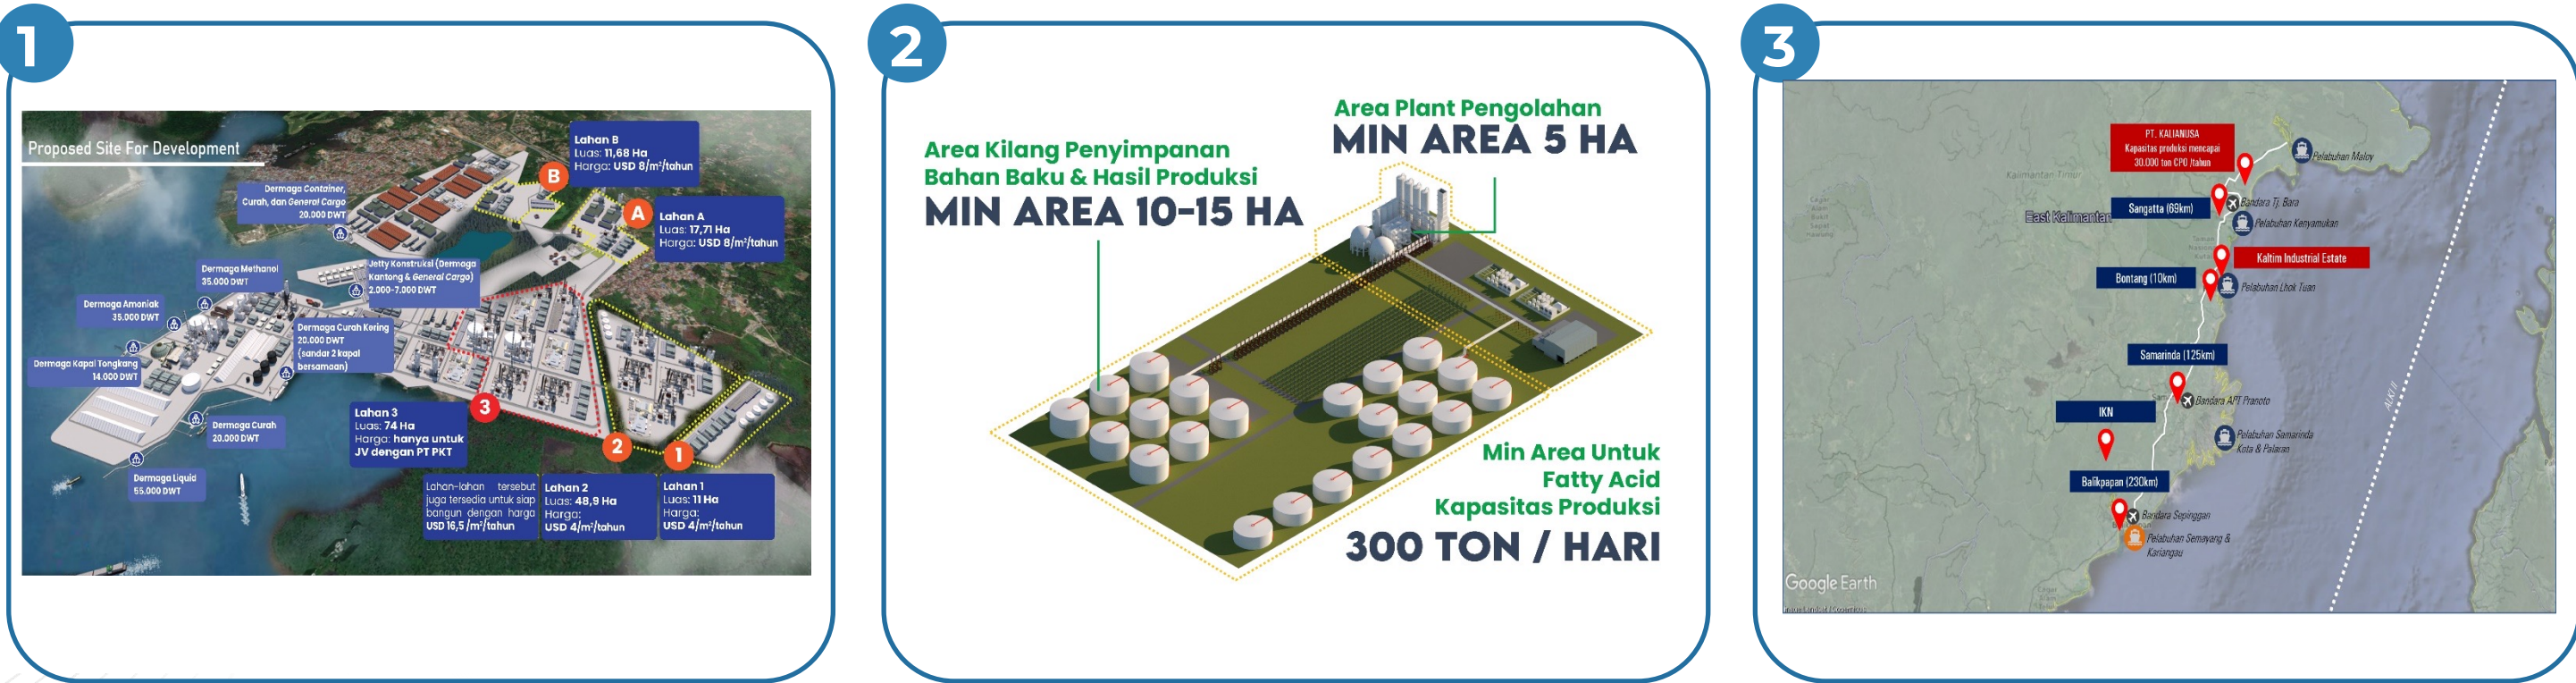 1
Proposed Site For Development
Lahan B
Luas: 11,68 Ha
Harga: USD 8/m²/tahun
B
Dermaga Container,
Curah, dan General Cargo
20.000 DWT
A
Lahan A
Luas: 17,71 Ha
Harga: USD 8/m²/tahun
Dermaga Methanol
35.000 DWT
Jetty Konstruksi (Dermaga
Kantong & General Cargo)
2.000-7.000 DWT
Dermaga Amoniak
35.000 DWT
Dermaga Curah Kering
20.000 DWT
(sandar 2 kapal
bersamaan)
Dermaga Kapal Tongkang
14.000 DWT
Dermaga Curah
20.000 DWT
Dermaga Liquid
55.000 DWT
3
Lahan 3
Luas: 74 Ha
Harga: hanya untuk
JV dengan PT PKT
2
1
Lahan-lahan tersebut
juga tersedia untuk siap
bangun dengan harga
USD 16,5 /m²/tahun
Lahan 2
Luas: 48,9 Ha
Harga:
USD 4/m²/tahun
Lahan 1
Luas: 11 Ha
Harga:
USD 4/m²/tahun
2
Area Kilang Penyimpanan
Bahan Baku & Hasil Produksi
MIN AREA 10-15 HA
Area Plant Pengolahan
MIN AREA 5 HA
Min Area Untuk
Fatty Acid
Kapasitas Produksi
300 TON / HARI
3
PT. KALIANUSA
Kapasitas produksi mencapai
30.000 ton CPO /tahun
Pelabuhan Maloy
Kalimantan Timur
Sangatta (69km)
Bandara Tj. Bara
East Kalimantan
Pelabuhan Kenyamukan
Kaltim Industrial Estate
Bontang (10km)
Pelabuhan Lhok Tuan
Samarinda (125km)
Bandara APT Pranoto
IKN
Pelabuhan Samarinda
Kota & Palaran
ALKI II
Balikpapan (230km)
Bandara Sepinggan
Pelabuhan Semayang &
Kariangau
Google Earth